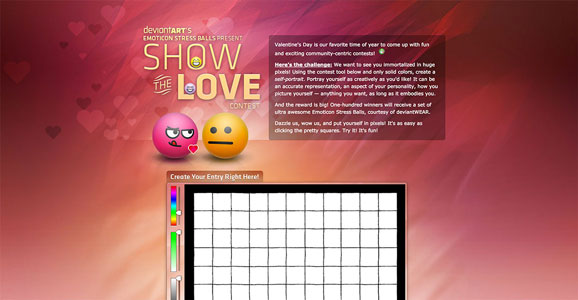 deviantART'S
EMOTICON STRESS BALLS PRESENT
SHOW
THE LOVE
CONTEST
Valentine's Day is our favorite time of year to come up with fun
and exciting community-centric contests!
Here's the challenge: We want to see you immortalized in huge
pixels! Using the contest tool below and only solid colors, create a
self-portrait. Portray yourself as creatively as you'd like! It can be
an accurate representation, an aspect of your personality, how you
picture yourself — anything you want, as long as it embodies you.
And the reward is big! One-hundred winners will receive a set of
ultra awesome Emoticon Stress Balls, courtesy of deviantWEAR.
Dazzle us, wow us, and put yourself in pixels! It's as easy as
clicking the pretty squares. Try it! It's fun!
Create Your Entry Right Here!